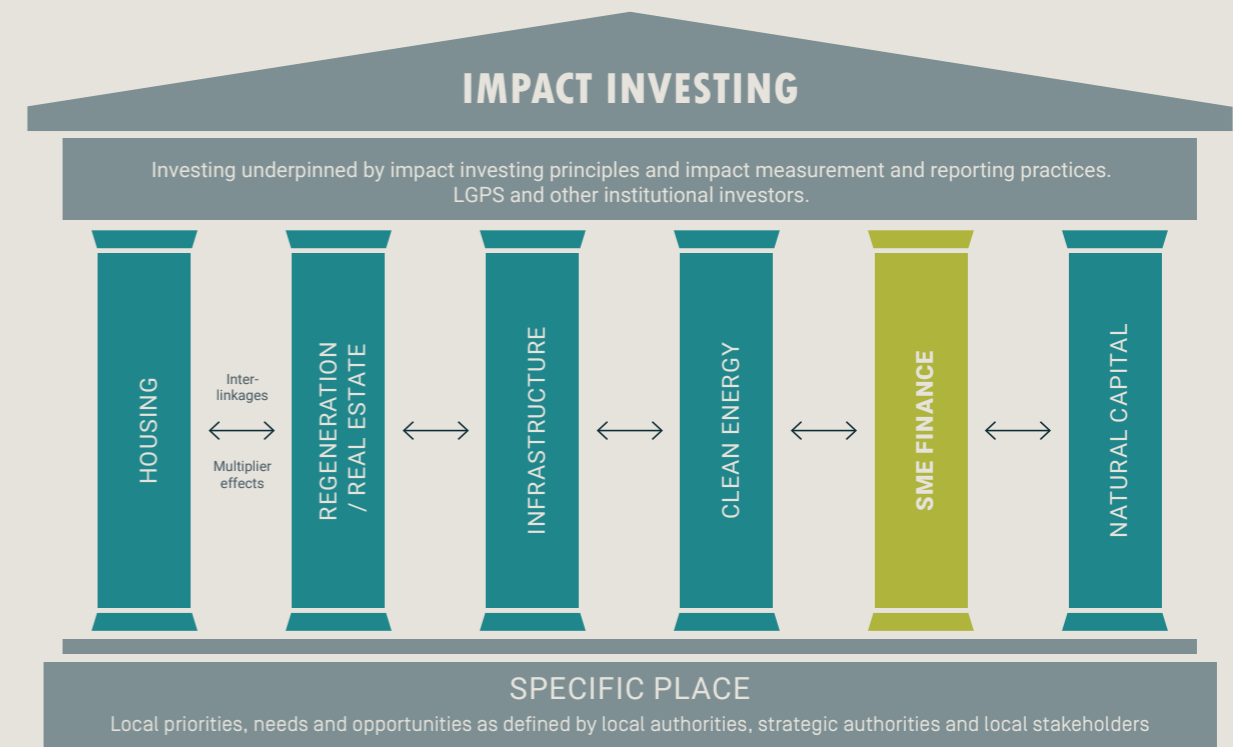 IMPACT INVESTING
Investing underpinned by impact investing principles and impact measurement and reporting practices.
LGPS and other institutional investors.
HOUSING
Inter-
linkages
Multiplier
effects
REGENERATION
/ REAL ESTATE
INFRASTRUCTURE
CLEAN ENERGY
SME FINANCE
NATURAL CAPITAL
SPECIFIC PLACE
Local priorities, needs and opportunities as defined by local authorities, strategic authorities and local stakeholders